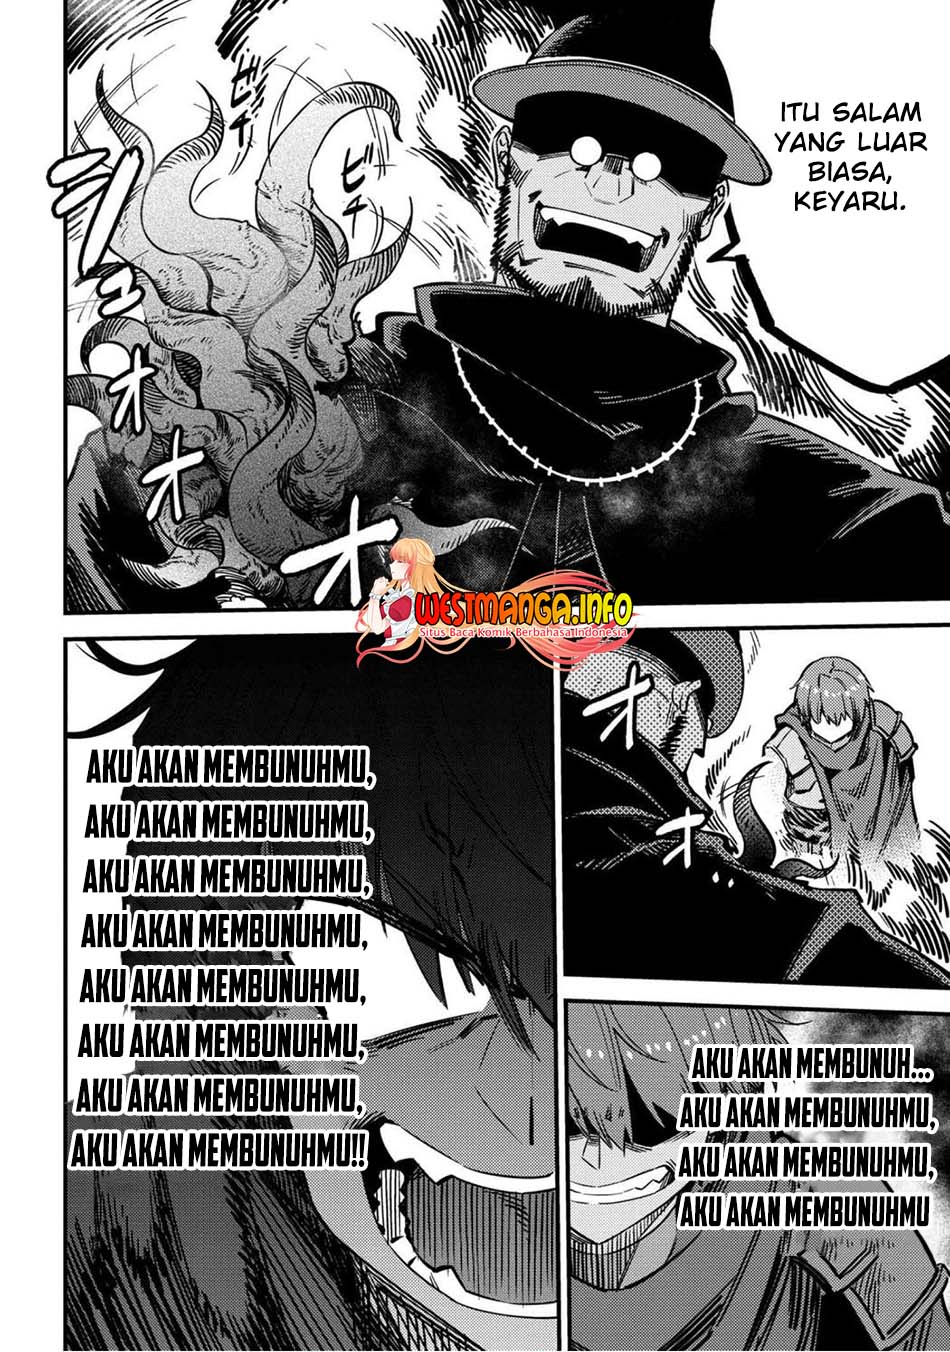 ITU SALAM
YANG LUAR
BIASA,
KEYARU.
ビチビチ
シュオオオ
WESTMANGA.INFO
Situs Baca Komik Berbahasa Indonesia
オオ
AKU AKAN MEMBUNUH...
AKU AKAN MEMBUNUHMU,
AKU AKAN MEMBUNUHMU,
AKU AKAN MEMBUNUHMU
AKU AKAN MEMBUNUHMU,
AKU AKAN MEMBUNUHMU,
AKU AKAN MEMBUNUHMU,
AKU AKAN MEMBUNUHMU,
AKU AKAN MEMBUNUHMU,
AKU AKAN MEMBUNUHMU,
AKU AKAN MEMBUNUHMU,
AKU AKAN MEMBUNUHMU!!